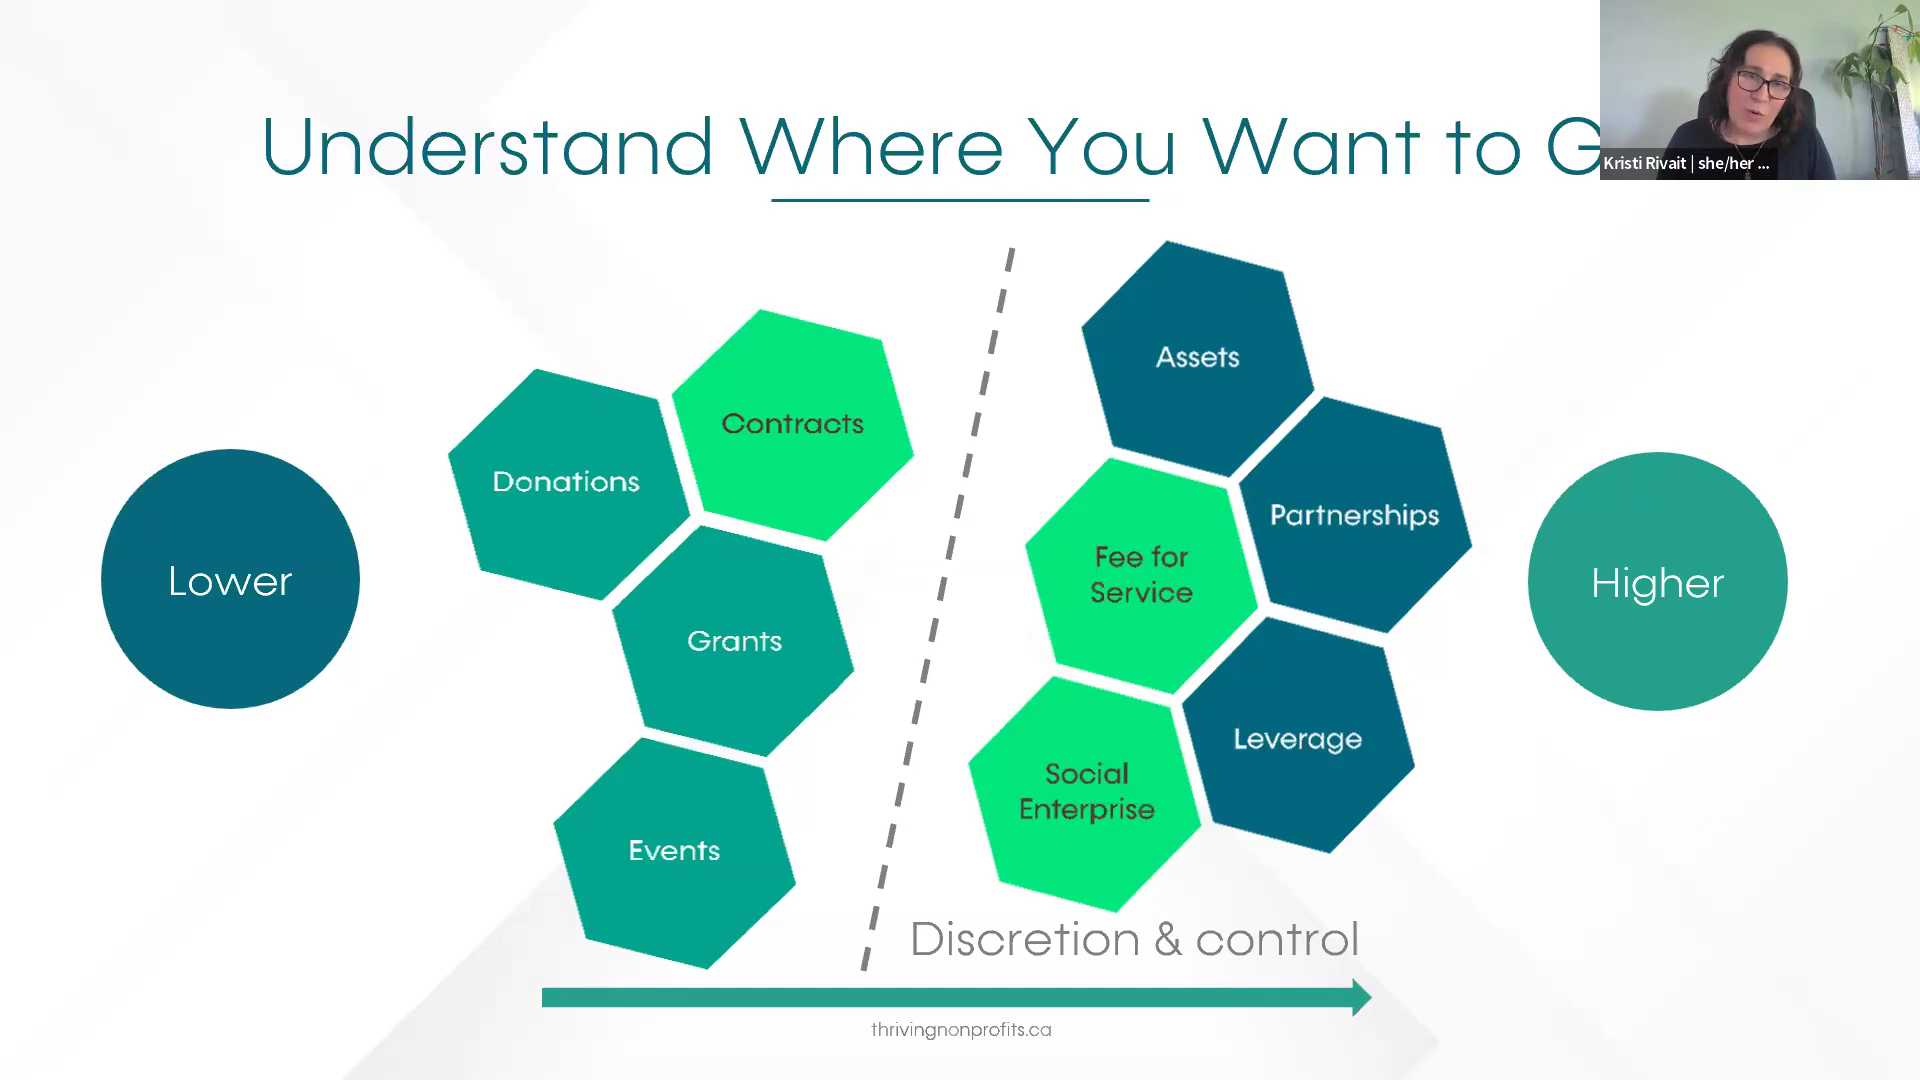 Understand Where You Want to G
Kristi Rivait | she/her ...
Lower
Donations
Contracts
Grants
Events
Assets
Partnerships
Fee for
Service
Leverage
Social
Enterprise
Higher
Discretion & control
thrivingnonprofits.ca